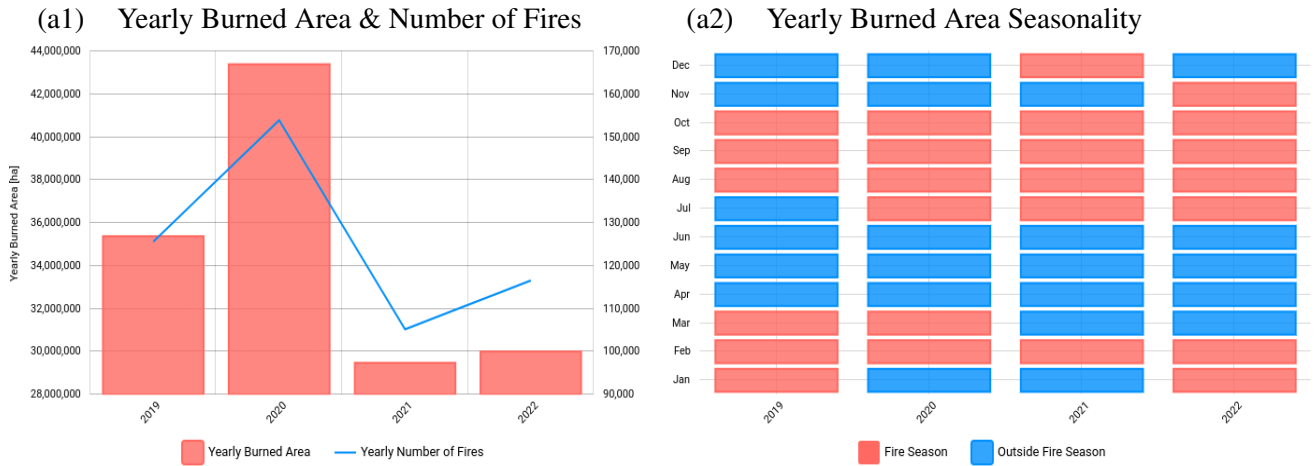 (a1) Yearly Burned Area & Number of Fires
44,000,000
42,000,000
40,000,000
38,000,000
36,000,000
34,000,000
32,000,000
30,000,000
28,000,000
Yearly Burned Area [ha]
170,000
160,000
150,000
140,000
130,000
120,000
110,000
100,000
90,000
2019 2020 2021 2022
Yearly Burned Area Yearly Number of Fires
(a2) Yearly Burned Area Seasonality
Dec
Nov
Oct
Sep
Aug
Jul
Jun
May
Apr
Mar
Feb
Jan
2019 2020 2021 2022
Fire Season Outside Fire Season